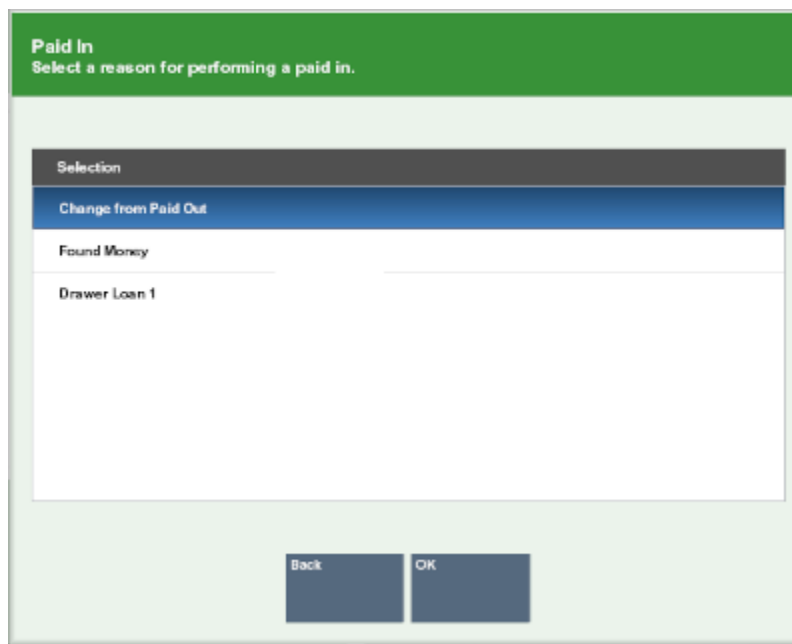 Paid In
Select a reason for performing a paid in.
Selection
Change from Paid Out
Found Money
Drawer Loan 1
Back
OK